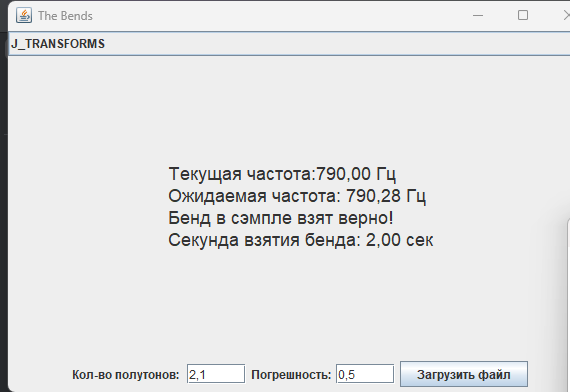 The Bends
J_TRANSFORMS
Текущая частота:790,00 Гц
Ожидаемая частота: 790,28 Гц
Бенд в сэмпле взят верно!
Секунда взятия бенда: 2,00 сек
Кол-во полутонов: 2,1 Погрешность: 0,5 Загрузить файл